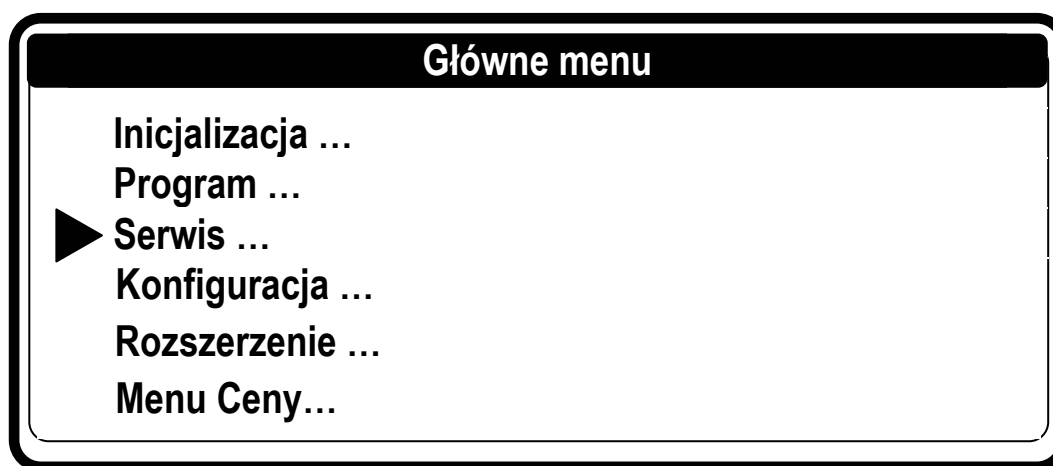 Główne menu
Inicjalizacja …
Program …
Serwis …
Konfiguracja …
Rozszerzenie …
Menu Ceny…